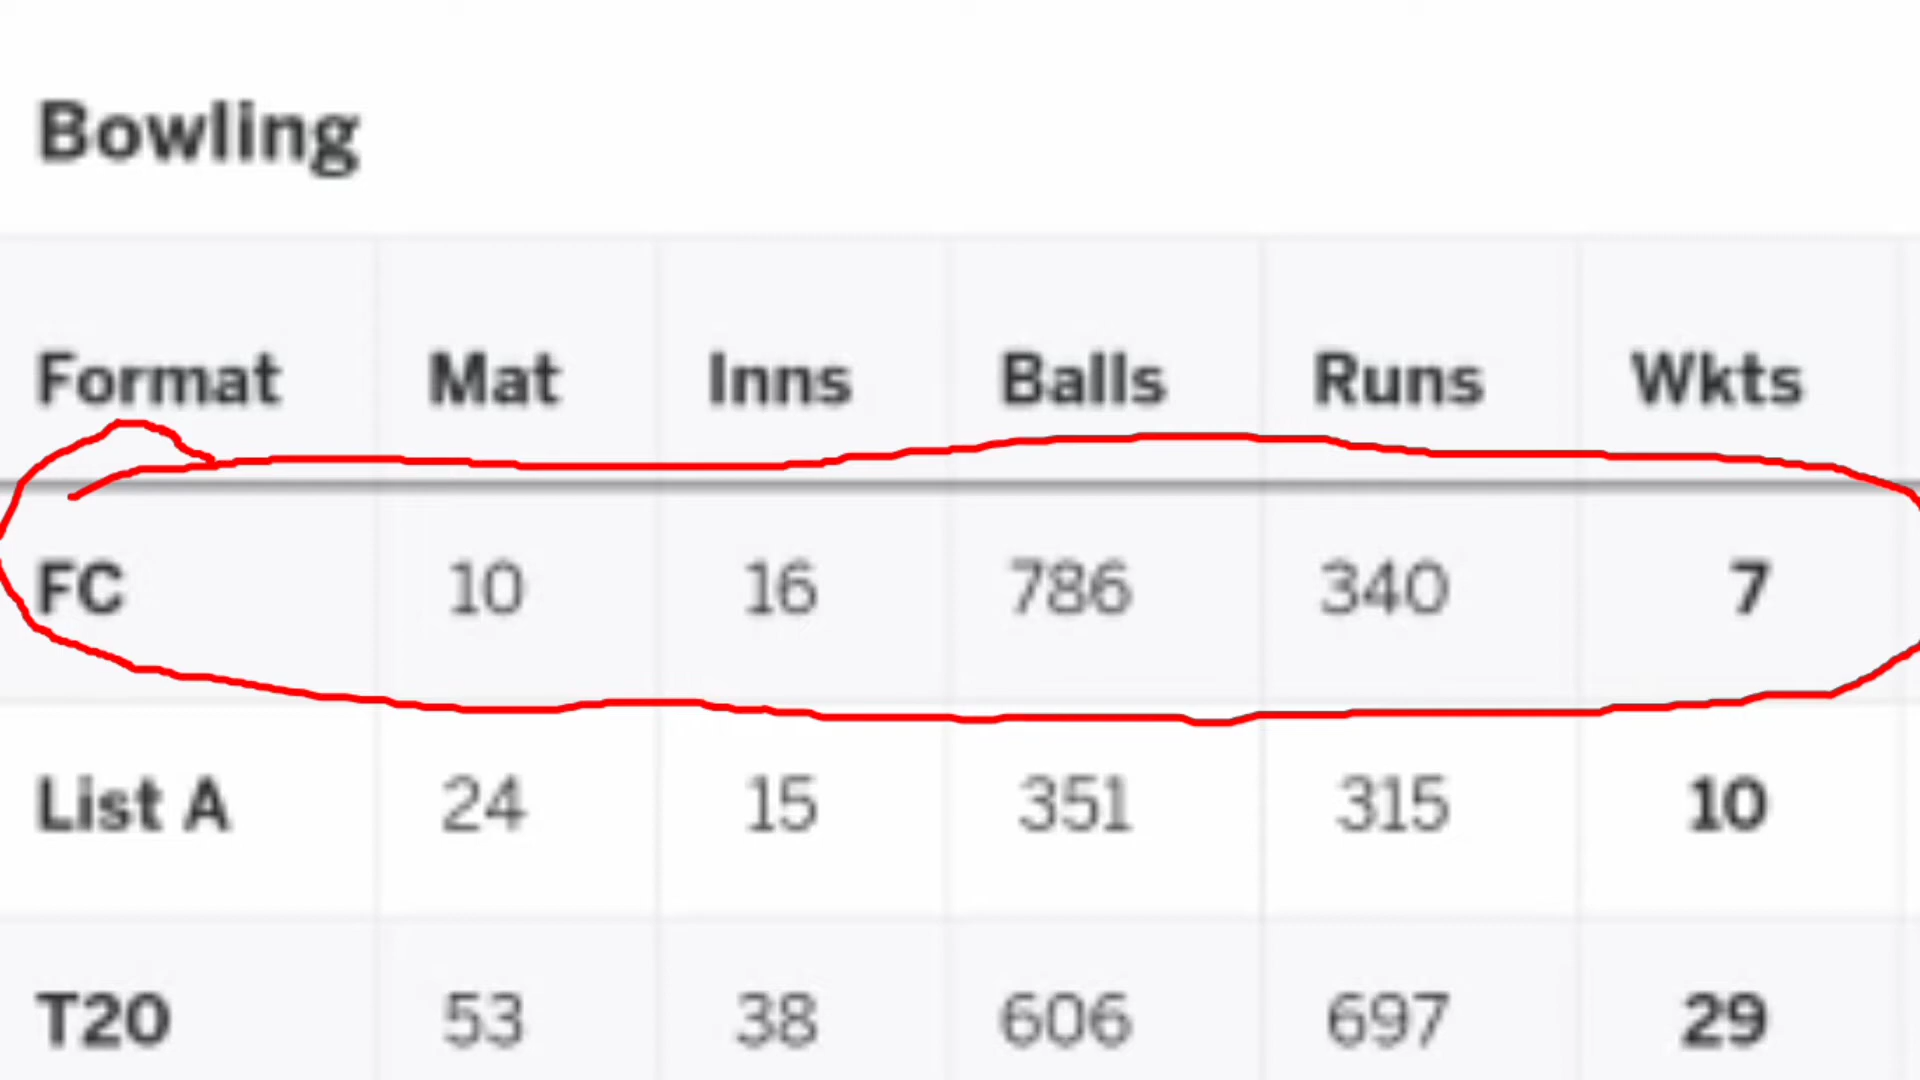 Bowling
Format Mat Inns Balls Runs Wkts
FC 10 16 786 340 7
List A 24 15 351 315 10
T20 53 38 606 697 29